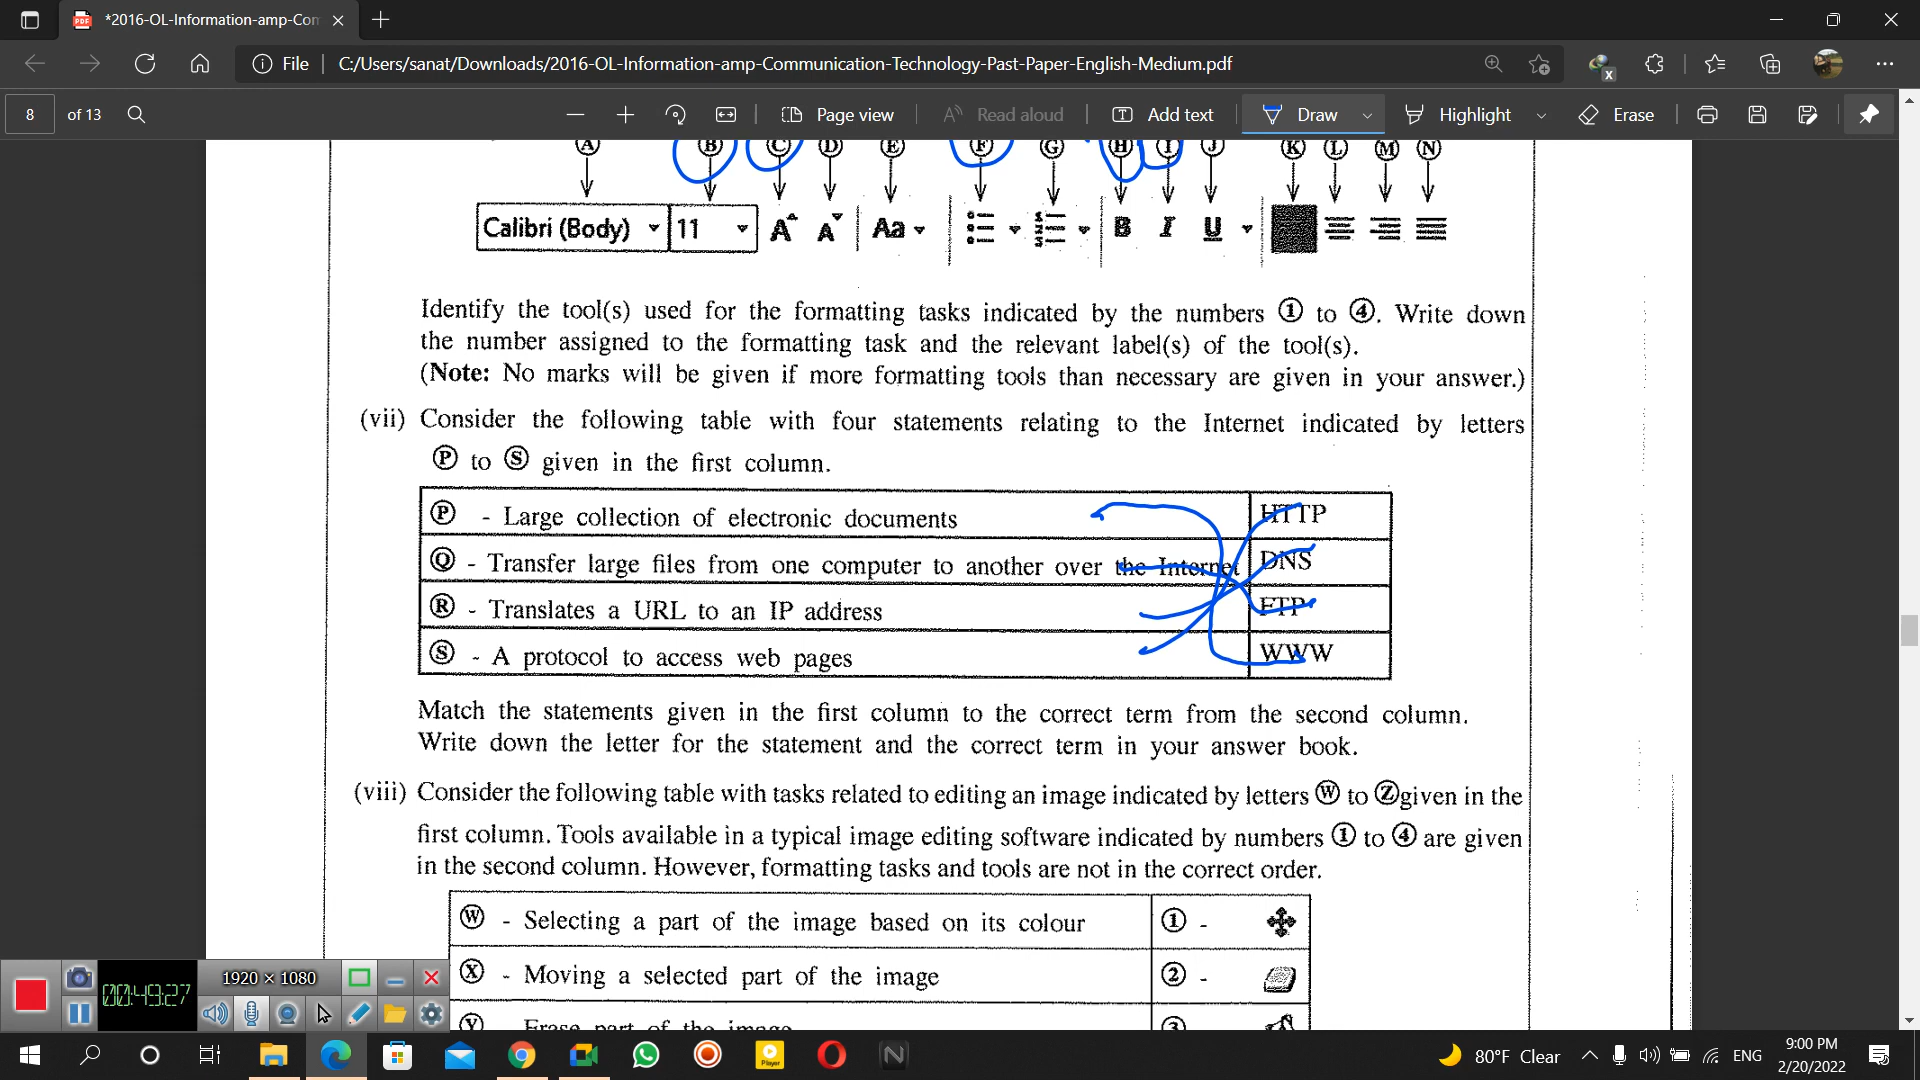 *2016-OL-Information-amp-Com
File
C:/Users/sanat/Downloads/2016-OL-Information-amp-Communication-Technology-Past-Paper-English-Medium.pdf
8 of 13
Page view
Read aloud
Add text
Draw
Highlight
Erase
A B C D E F G H I J K L M N
Calibri (Body) 11 A A Aa B I U
Identify the tool(s) used for the formatting tasks indicated by the numbers ① to ④. Write down
the number assigned to the formatting task and the relevant label(s) of the tool(s).
(Note: No marks will be given if more formatting tools than necessary are given in your answer.)
(vii) Consider the following table with four statements relating to the Internet indicated by letters
Ⓟ to Ⓢ given in the first column.
Ⓟ - Large collection of electronic documents HTTP
Ⓠ - Transfer large files from one computer to another over the Internet DNS
Ⓡ - Translates a URL to an IP address FTP
Ⓢ - A protocol to access web pages WWW
Match the statements given in the first column to the correct term from the second column.
Write down the letter for the statement and the correct term in your answer book.
(viii) Consider the following table with tasks related to editing an image indicated by letters Ⓦ to Ⓩ given in the
first column. Tools available in a typical image editing software indicated by numbers ① to ④ are given
in the second column. However, formatting tasks and tools are not in the correct order.
Ⓦ - Selecting a part of the image based on its colour ① -
Ⓧ - Moving a selected part of the image ② -
Ⓨ - Erase part of the image ③ -
1920 × 1080
00:49:27
80°F Clear
ENG
9:00 PM
2/20/2022